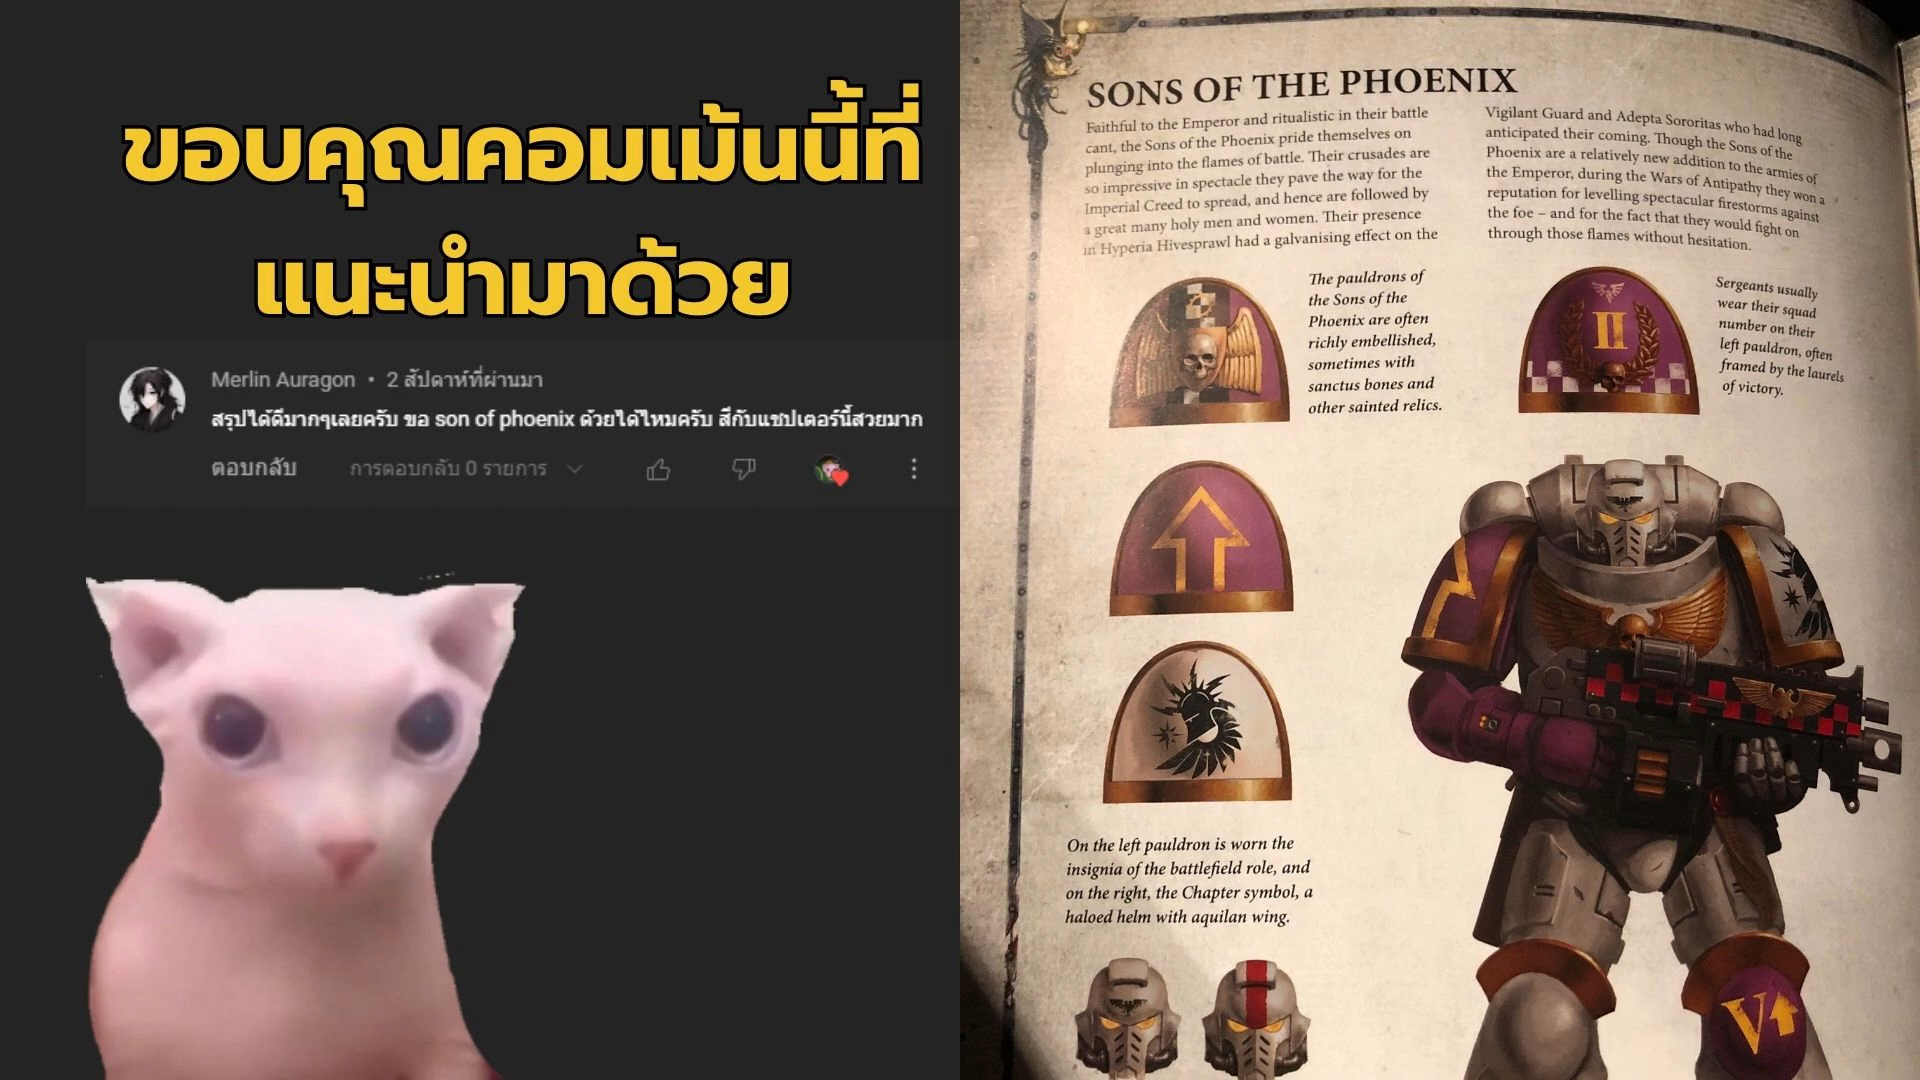 ขอบคุณคอมเม้นนี้ที่
แนะนำมาด้วย
Merlin Auragon • 2 สัปดาห์ที่ผ่านมา
สรุปได้ดีมากๆเลยครับ ขอ son of phoenix ด้วยได้ไหมครับ สีกับแชปเตอร์นี้สวยมาก
ตอบกลับ การตอบกลับ 0 รายการ
SONS OF THE PHOENIX
Faithful to the Emperor and ritualistic in their battle
cant, the Sons of the Phoenix pride themselves on
plunging into the flames of battle. Their crusades are
so impressive in spectacle they pave the way for the
Imperial Creed to spread, and hence are followed by
a great many holy men and women. Their presence
in Hyperia Hivesprawl had a galvanising effect on the
Vigilant Guard and Adepta Sororitas who had long
anticipated their coming. Though the Sons of the
Phoenix are a relatively new addition to the armies of
the Emperor, during the Wars of Antipathy they won a
reputation for levelling spectacular firestorms against
the foe – and for the fact that they would fight on
through those flames without hesitation.
The pauldrons of
the Sons of the
Phoenix are often
richly embellished,
sometimes with
sanctus bones and
other sainted relics.
II
Sergeants usually
wear their squad
number on their
left pauldron, often
framed by the laurels
of victory.
On the left pauldron is worn the
insignia of the battlefield role, and
on the right, the Chapter symbol, a
haloed helm with aquilan wing.
V